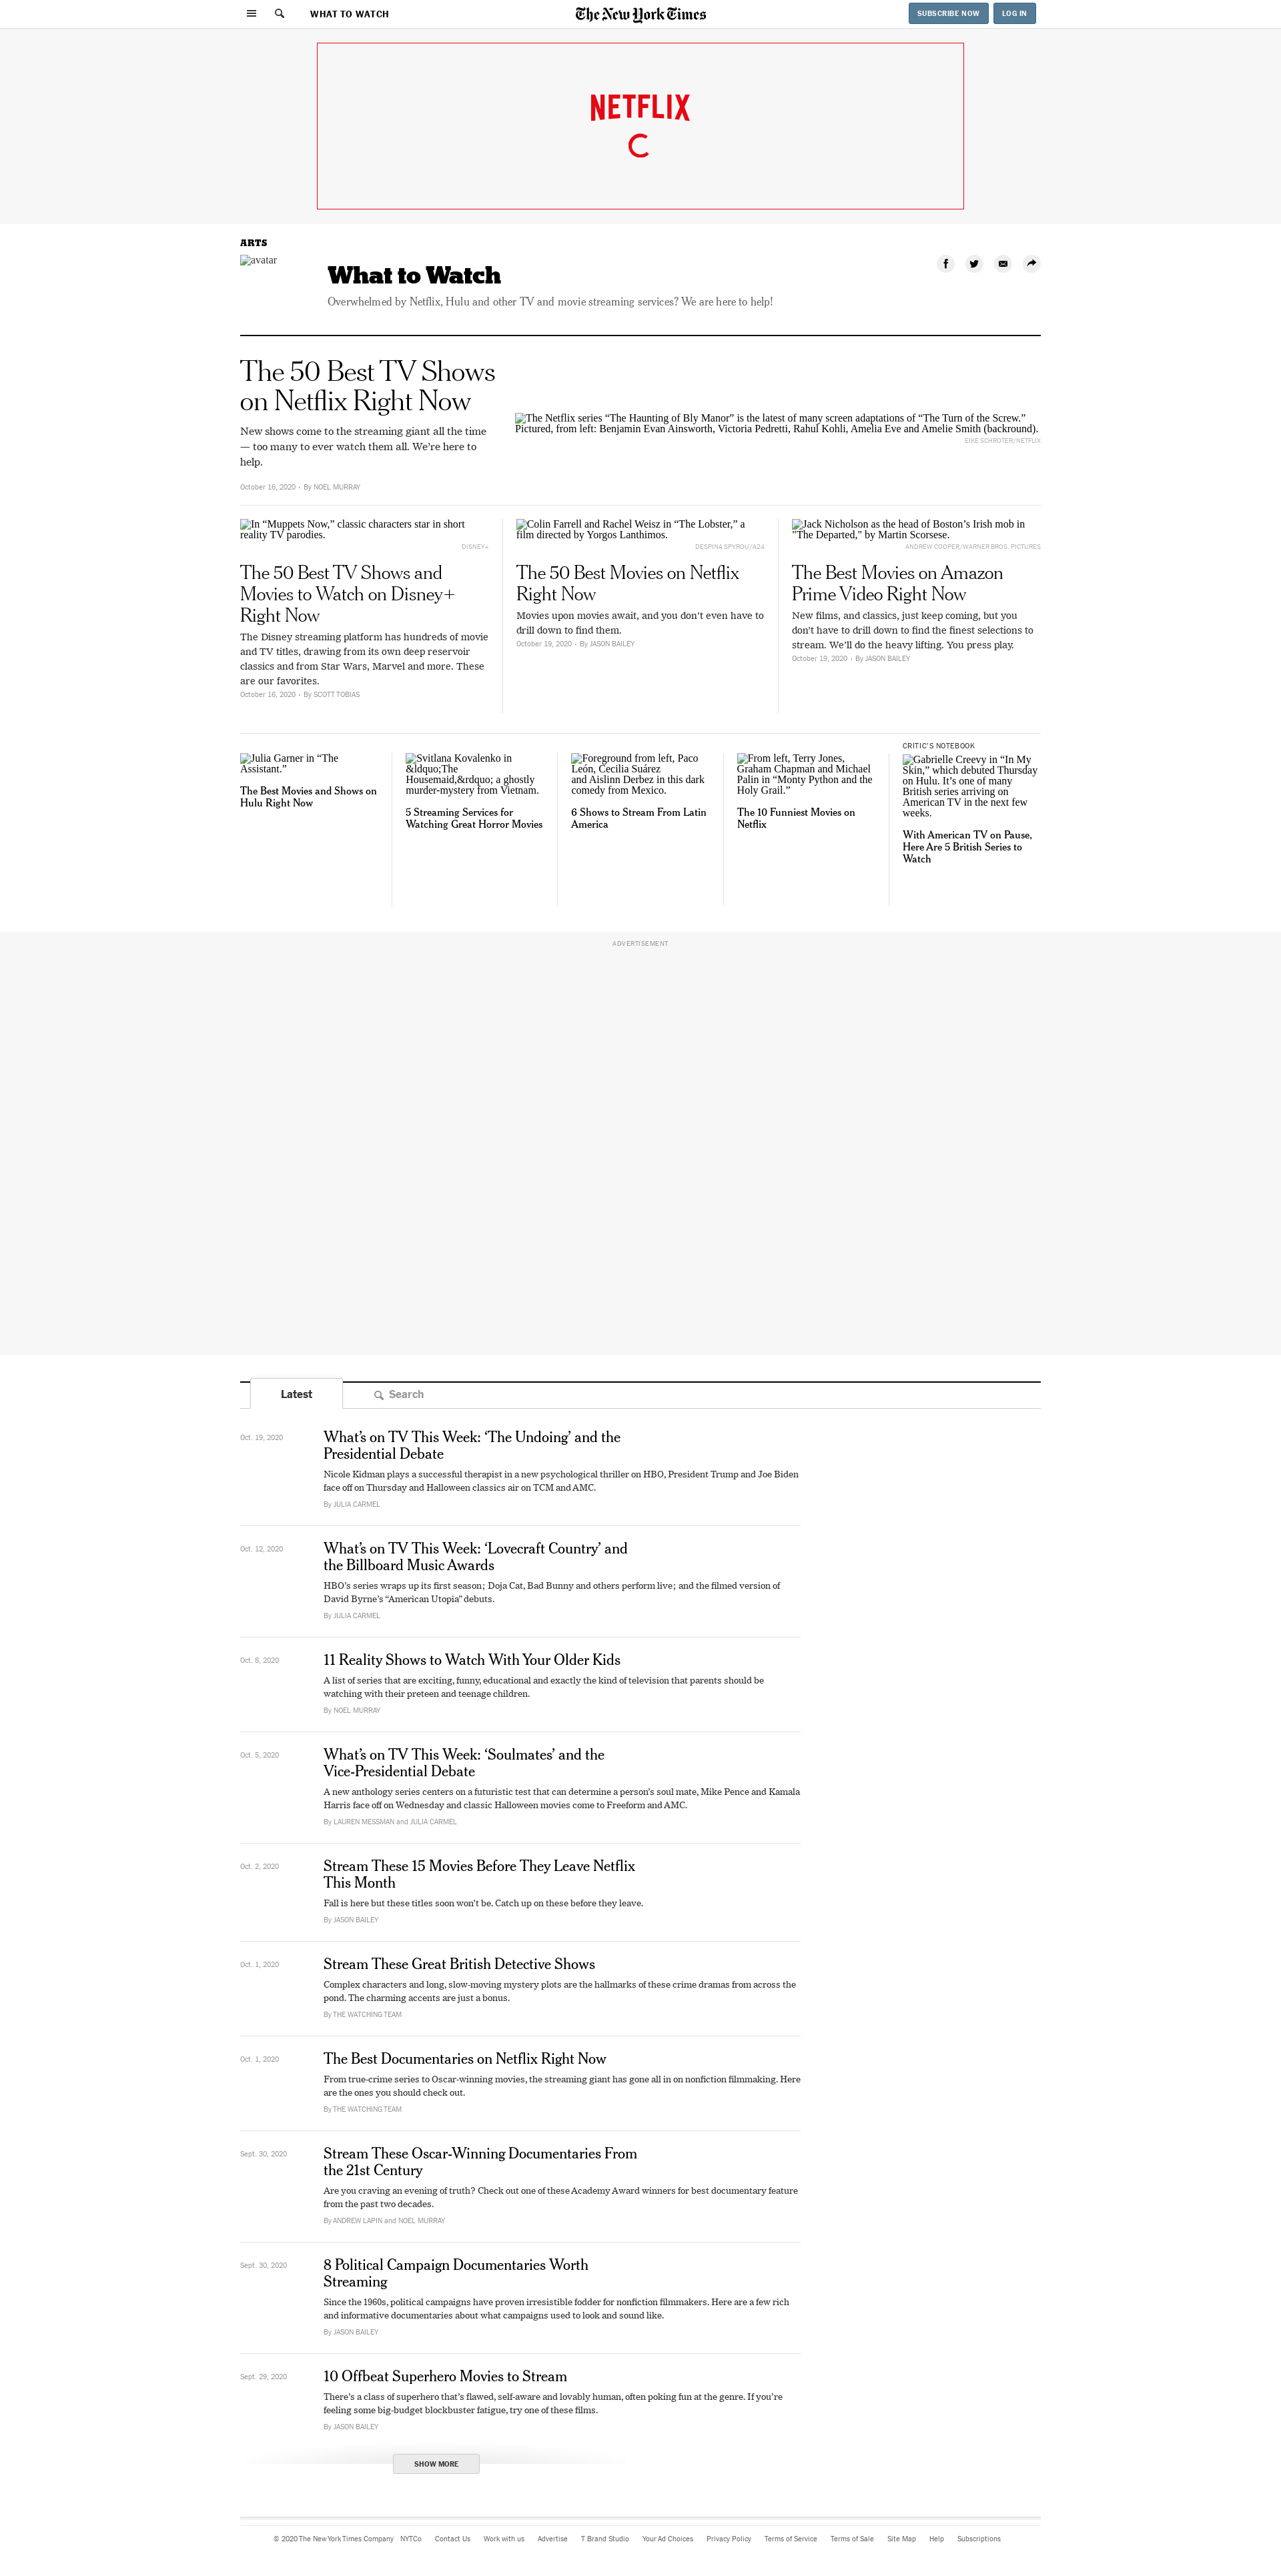 WHAT TO WATCH
The New York Times
SUBSCRIBE NOW
LOG IN
NETFLIX
ARTS
avatar
What to Watch
Overwhelmed by Netflix, Hulu and other TV and movie streaming services? We are here to help!
The 50 Best TV Shows
on Netflix Right Now
New shows come to the streaming giant all the time
— too many to ever watch them all. We’re here to
help.
October 16, 2020 - By NOEL MURRAY
The Netflix series “The Haunting of Bly Manor” is the latest of many screen adaptations of “The Turn of the Screw.”
Pictured, from left: Benjamin Evan Ainsworth, Victoria Pedretti, Rahul Kohli, Amelia Eve and Amelie Smith (backround).
EIKE SCHROTER/NETFLIX
In “Muppets Now,” classic characters star in short
reality TV parodies.
DISNEY+
The 50 Best TV Shows and
Movies to Watch on Disney+
Right Now
The Disney streaming platform has hundreds of movie
and TV titles, drawing from its own deep reservoir
classics and from Star Wars, Marvel and more. These
are our favorites.
October 16, 2020 - By SCOTT TOBIAS
Colin Farrell and Rachel Weisz in “The Lobster,” a
film directed by Yorgos Lanthimos.
DESPINA SPYROU/A24
The 50 Best Movies on Netflix
Right Now
Movies upon movies await, and you don’t even have to
drill down to find them.
October 19, 2020 - By JASON BAILEY
Jack Nicholson as the head of Boston’s Irish mob in
"The Departed," by Martin Scorsese.
ANDREW COOPER/WARNER BROS. PICTURES
The Best Movies on Amazon
Prime Video Right Now
New films, and classics, just keep coming, but you
don’t have to drill down to find the finest selections to
stream. We’ll do the heavy lifting. You press play.
October 19, 2020 - By JASON BAILEY
Julia Garner in “The
Assistant.”
The Best Movies and Shows on
Hulu Right Now
Svitlana Kovalenko in
&ldquo;The
Housemaid,&rdquo; a ghostly
murder-mystery from Vietnam.
5 Streaming Services for
Watching Great Horror Movies
Foreground from left, Paco
León, Cecilia Suárez
and Aislinn Derbez in this dark
comedy from Mexico.
6 Shows to Stream From Latin
America
From left, Terry Jones,
Graham Chapman and Michael
Palin in “Monty Python and the
Holy Grail.”
The 10 Funniest Movies on
Netflix
CRITIC’S NOTEBOOK
Gabrielle Creevy in “In My
Skin,” which debuted Thursday
on Hulu. It’s one of many
British series arriving on
American TV in the next few
weeks.
With American TV on Pause,
Here Are 5 British Series to
Watch
ADVERTISEMENT
Latest
Search
Oct. 19, 2020
What’s on TV This Week: ‘The Undoing’ and the
Presidential Debate
Nicole Kidman plays a successful therapist in a new psychological thriller on HBO, President Trump and Joe Biden
face off on Thursday and Halloween classics air on TCM and AMC.
By JULIA CARMEL
Oct. 12, 2020
What’s on TV This Week: ‘Lovecraft Country’ and
the Billboard Music Awards
HBO’s series wraps up its first season; Doja Cat, Bad Bunny and others perform live; and the filmed version of
David Byrne’s “American Utopia” debuts.
By JULIA CARMEL
Oct. 8, 2020
11 Reality Shows to Watch With Your Older Kids
A list of series that are exciting, funny, educational and exactly the kind of television that parents should be
watching with their preteen and teenage children.
By NOEL MURRAY
Oct. 5, 2020
What’s on TV This Week: ‘Soulmates’ and the
Vice-Presidential Debate
A new anthology series centers on a futuristic test that can determine a person’s soul mate, Mike Pence and Kamala
Harris face off on Wednesday and classic Halloween movies come to Freeform and AMC.
By LAUREN MESSMAN and JULIA CARMEL
Oct. 2, 2020
Stream These 15 Movies Before They Leave Netflix
This Month
Fall is here but these titles soon won’t be. Catch up on these before they leave.
By JASON BAILEY
Oct. 1, 2020
Stream These Great British Detective Shows
Complex characters and long, slow-moving mystery plots are the hallmarks of these crime dramas from across the
pond. The charming accents are just a bonus.
By THE WATCHING TEAM
Oct. 1, 2020
The Best Documentaries on Netflix Right Now
From true-crime series to Oscar-winning movies, the streaming giant has gone all in on nonfiction filmmaking. Here
are the ones you should check out.
By THE WATCHING TEAM
Sept. 30, 2020
Stream These Oscar-Winning Documentaries From
the 21st Century
Are you craving an evening of truth? Check out one of these Academy Award winners for best documentary feature
from the past two decades.
By ANDREW LAPIN and NOEL MURRAY
Sept. 30, 2020
8 Political Campaign Documentaries Worth
Streaming
Since the 1960s, political campaigns have proven irresistible fodder for nonfiction filmmakers. Here are a few rich
and informative documentaries about what campaigns used to look and sound like.
By JASON BAILEY
Sept. 29, 2020
10 Offbeat Superhero Movies to Stream
There’s a class of superhero that’s flawed, self-aware and lovably human, often poking fun at the genre. If you’re
feeling some big-budget blockbuster fatigue, try one of these films.
By JASON BAILEY
SHOW MORE
© 2020 The New York Times Company NYTCo Contact Us Work with us Advertise T Brand Studio Your Ad Choices Privacy Policy Terms of Service Terms of Sale Site Map Help Subscriptions